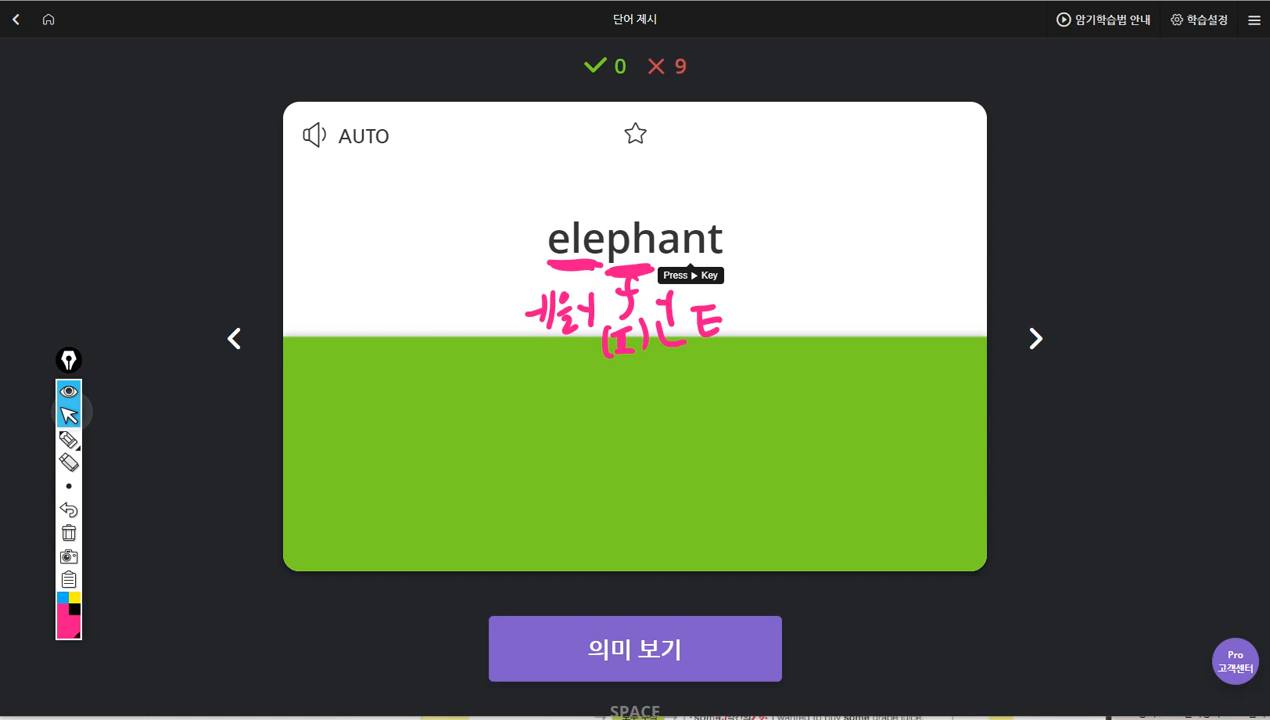 단어 제시
암기학습법 안내
학습설정
0
9
AUTO
elephant
Press ▶ Key
f
(ㅍ)
트
의미 보기
Pro
고객센터
SPACE